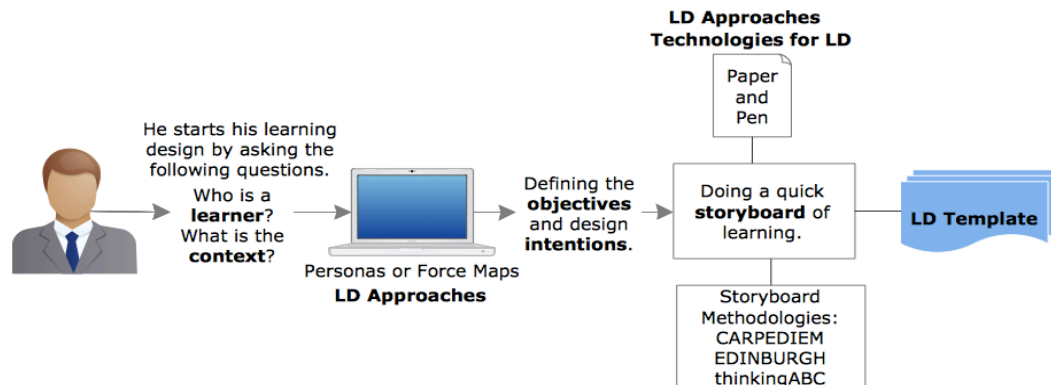 He starts his learning
design by asking the
following questions.
Who is a
learner?
What is the
context?
Personas or Force Maps
LD Approaches
Defining the
objectives
and design
intentions.
LD Approaches
Technologies for LD
Paper
and
Pen
Doing a quick
storyboard of
learning.
Storyboard
Methodologies:
CARPEDIEM
EDINBURGH
thinkingABC
LD Template